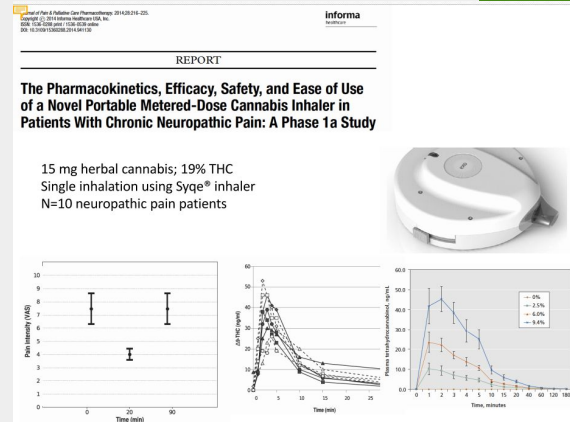 Journal of Pain & Palliative Care Pharmacotherapy. 2014;28:216–225.
Copyright © 2014 Informa Healthcare USA, Inc.
ISSN: 1536-0288 print / 1536-0539 online
DOI: 10.3109/15360288.2014.941130
informa
healthcare
REPORT
The Pharmacokinetics, Efficacy, Safety, and Ease of Use
of a Novel Portable Metered-Dose Cannabis Inhaler in
Patients With Chronic Neuropathic Pain: A Phase 1a Study
15 mg herbal cannabis; 19% THC
Single inhalation using Syqe® inhaler
N=10 neuropathic pain patients
Pain intensity (VAS)
10
9
8
7
6
5
4
3
2
1
0
0 20 90
Time (min)
Δ9-THC (ng/ml)
60
50
40
30
20
10
0
0 5 10 15 20 25
Time (min)
Plasma tetrahydrocannabinol, ng/mL
60.0
50.0
40.0
30.0
20.0
10.0
0.0
0%
2.5%
6.0%
9.4%
0 1 2 3 4 5 10 15 20 40 60 120 180
Time, minutes